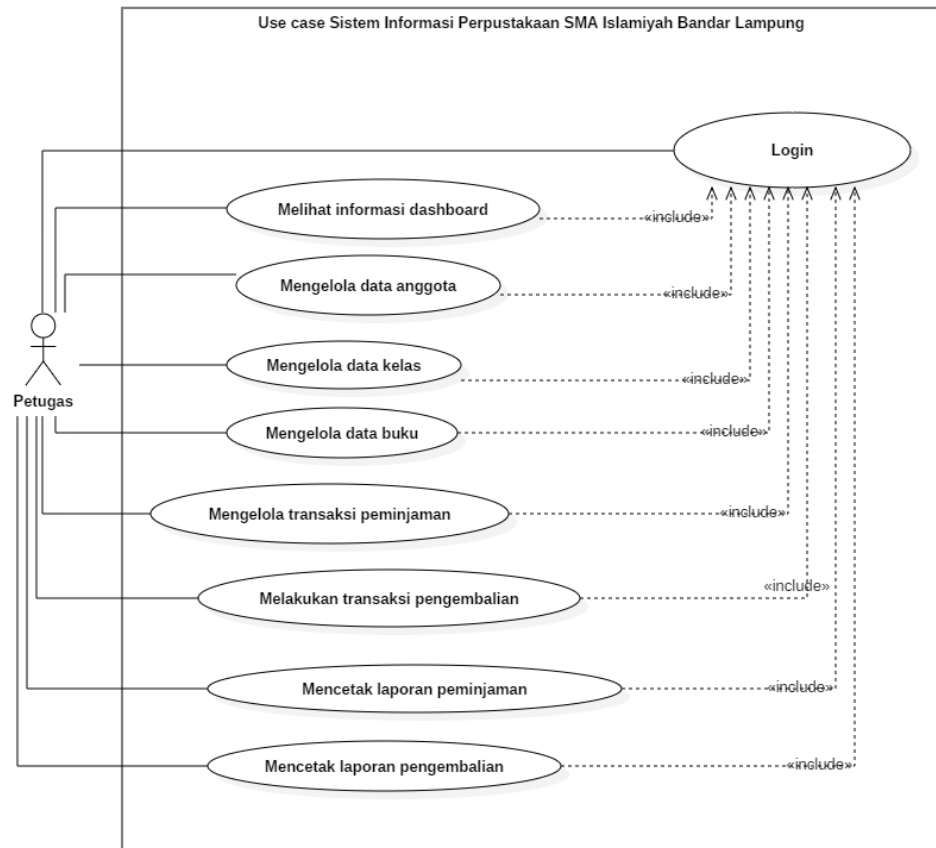 Use case Sistem Informasi Perpustakaan SMA Islamiyah Bandar Lampung
Login
Melihat informasi dashboard
«include»
Mengelola data anggota
«include»
Mengelola data kelas
«include»
Petugas
Mengelola data buku
«include»
Mengelola transaksi peminjaman
«include»
Melakukan transaksi pengembalian
«include»
Mencetak laporan peminjaman
«include»
Mencetak laporan pengembalian
«include»